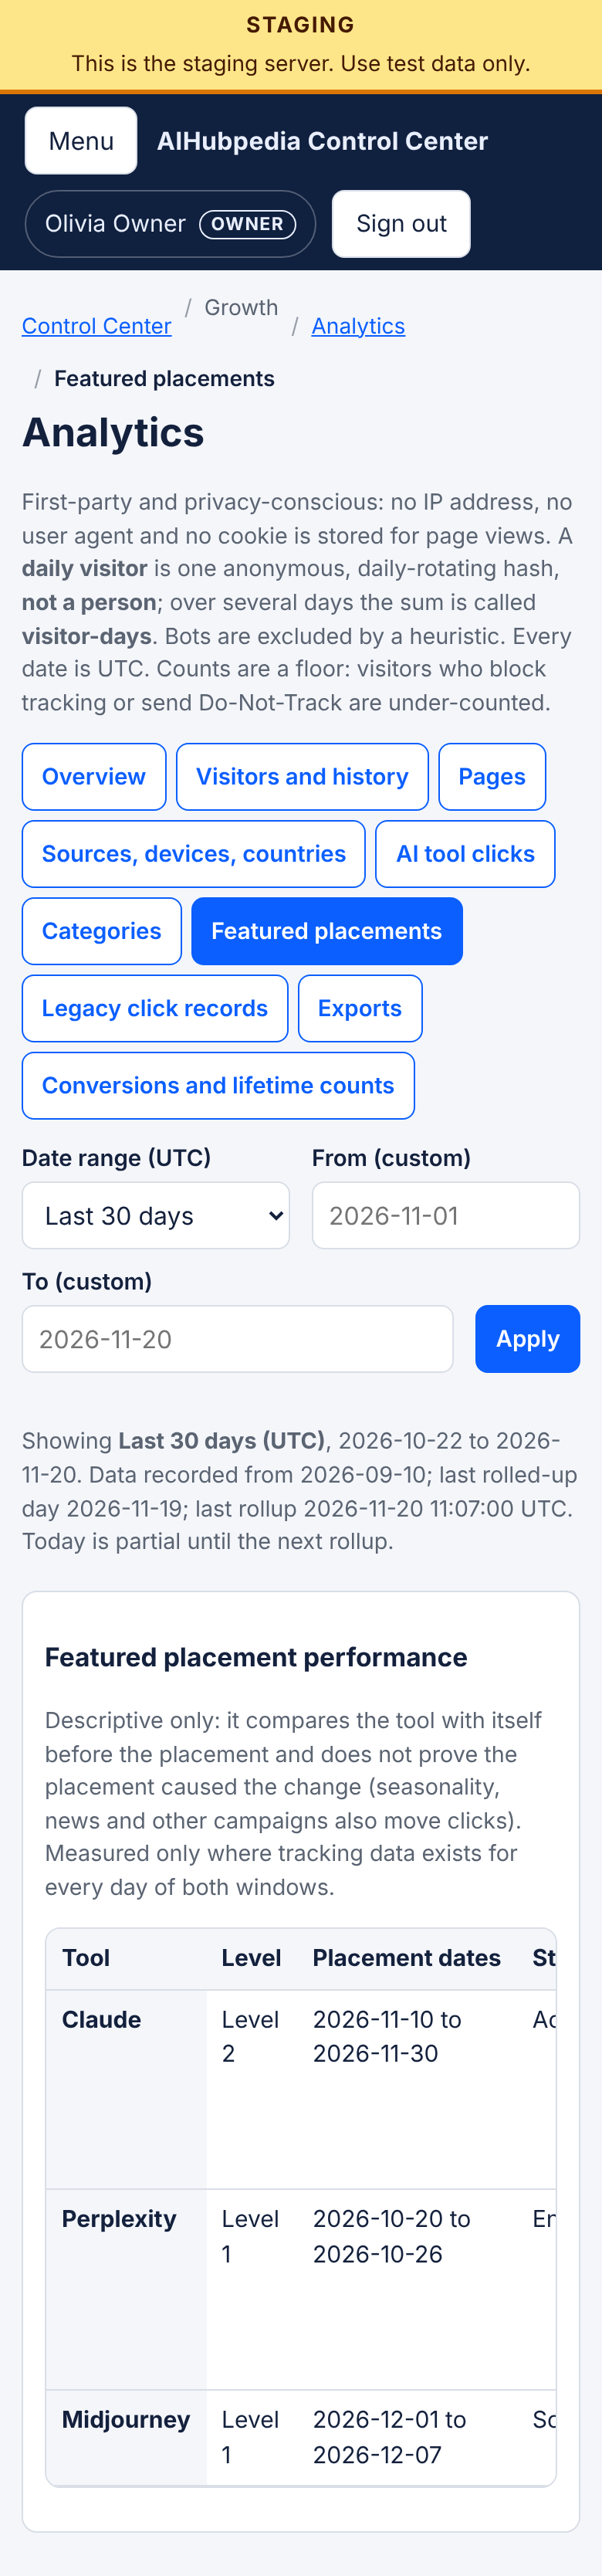 STAGING
This is the staging server. Use test data only.
Menu
AIHubpedia Control Center
Olivia Owner OWNER
Sign out
Control Center / Growth / Analytics
/ Featured placements
Analytics
First-party and privacy-conscious: no IP address, no
user agent and no cookie is stored for page views. A
daily visitor is one anonymous, daily-rotating hash,
not a person; over several days the sum is called
visitor-days. Bots are excluded by a heuristic. Every
date is UTC. Counts are a floor: visitors who block
tracking or send Do-Not-Track are under-counted.
Overview
Visitors and history
Pages
Sources, devices, countries
AI tool clicks
Categories
Featured placements
Legacy click records
Exports
Conversions and lifetime counts
Date range (UTC)
From (custom)
Last 30 days
2026-11-01
To (custom)
2026-11-20
Apply
Showing Last 30 days (UTC), 2026-10-22 to 2026-
11-20. Data recorded from 2026-09-10; last rolled-up
day 2026-11-19; last rollup 2026-11-20 11:07:00 UTC.
Today is partial until the next rollup.
Featured placement performance
Descriptive only: it compares the tool with itself
before the placement and does not prove the
placement caused the change (seasonality,
news and other campaigns also move clicks).
Measured only where tracking data exists for
every day of both windows.
Tool Level Placement dates
Claude Level 2026-11-10 to
2 2026-11-30
Perplexity Level 2026-10-20 to
1 2026-10-26
Midjourney Level 2026-12-01 to
1 2026-12-07